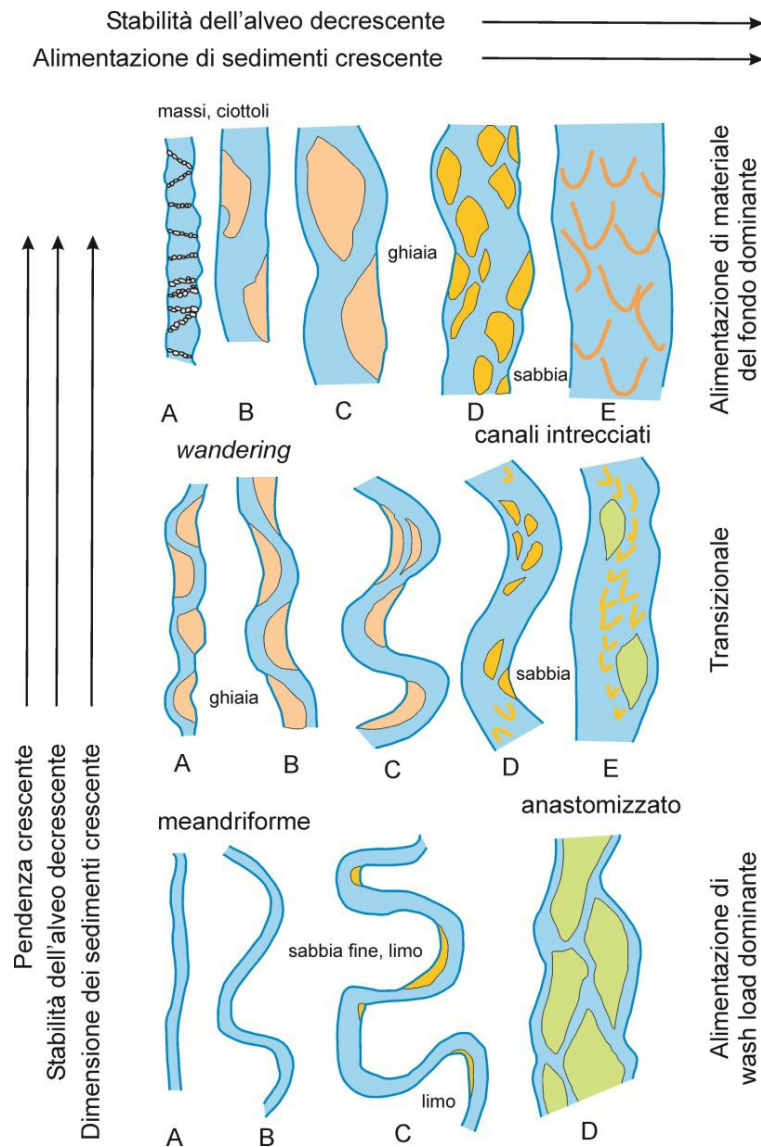 Stabilità dell'alveo decrescente
Alimentazione di sedimenti crescente
massi, ciottoli
ghiaia
sabbia
A
B
C
D
E
Alimentazione di materiale
del fondo dominante
wandering
canali intrecciati
ghiaia
sabbia
A
B
C
D
E
Transizionale
meandriforme
anastomizzato
sabbia fine, limo
limo
A
B
C
D
Alimentazione di
wash load dominante
Pendenza crescente
Stabilità dell'alveo decrescente
Dimensione dei sedimenti crescente